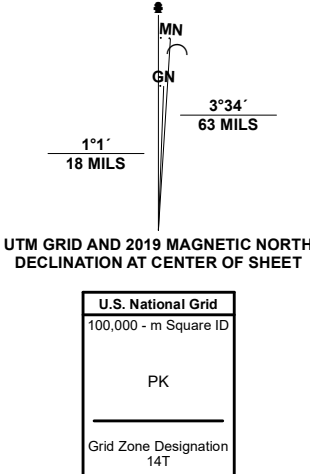 MN
GN
3°34´
63 MILS
1°1´
18 MILS
UTM GRID AND 2019 MAGNETIC NORTH
DECLINATION AT CENTER OF SHEET
U.S. National Grid
100,000 - m Square ID
PK
Grid Zone Designation
14T